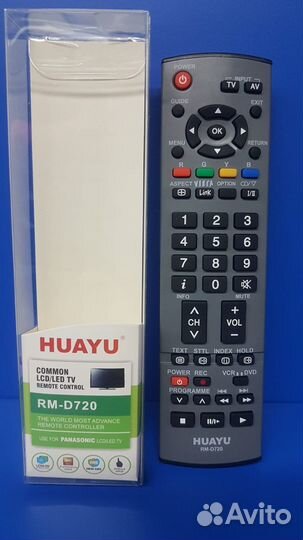 HUAYU
COMMON
LCD/LED TV
REMOTE CONTROL
RM-D720
THE WORLD MOST ADVANCE
REMOTE CONTROLLER
USE FOR PANASONIC LCD/LED TV
POWER
INPUT
TV AV
GUIDE EXIT
OK
MENU RETURN
R G Y B
ASPECT VIErA OPTION
Link I/II
1 2 3
4 5 6
7 8 9
0
INFO MUTE
CH + VOL -
TEXT STTL INDEX HOLD
POWER REC VCR DVD
PROGRAMME
HUAYU
RM-D720
Avito